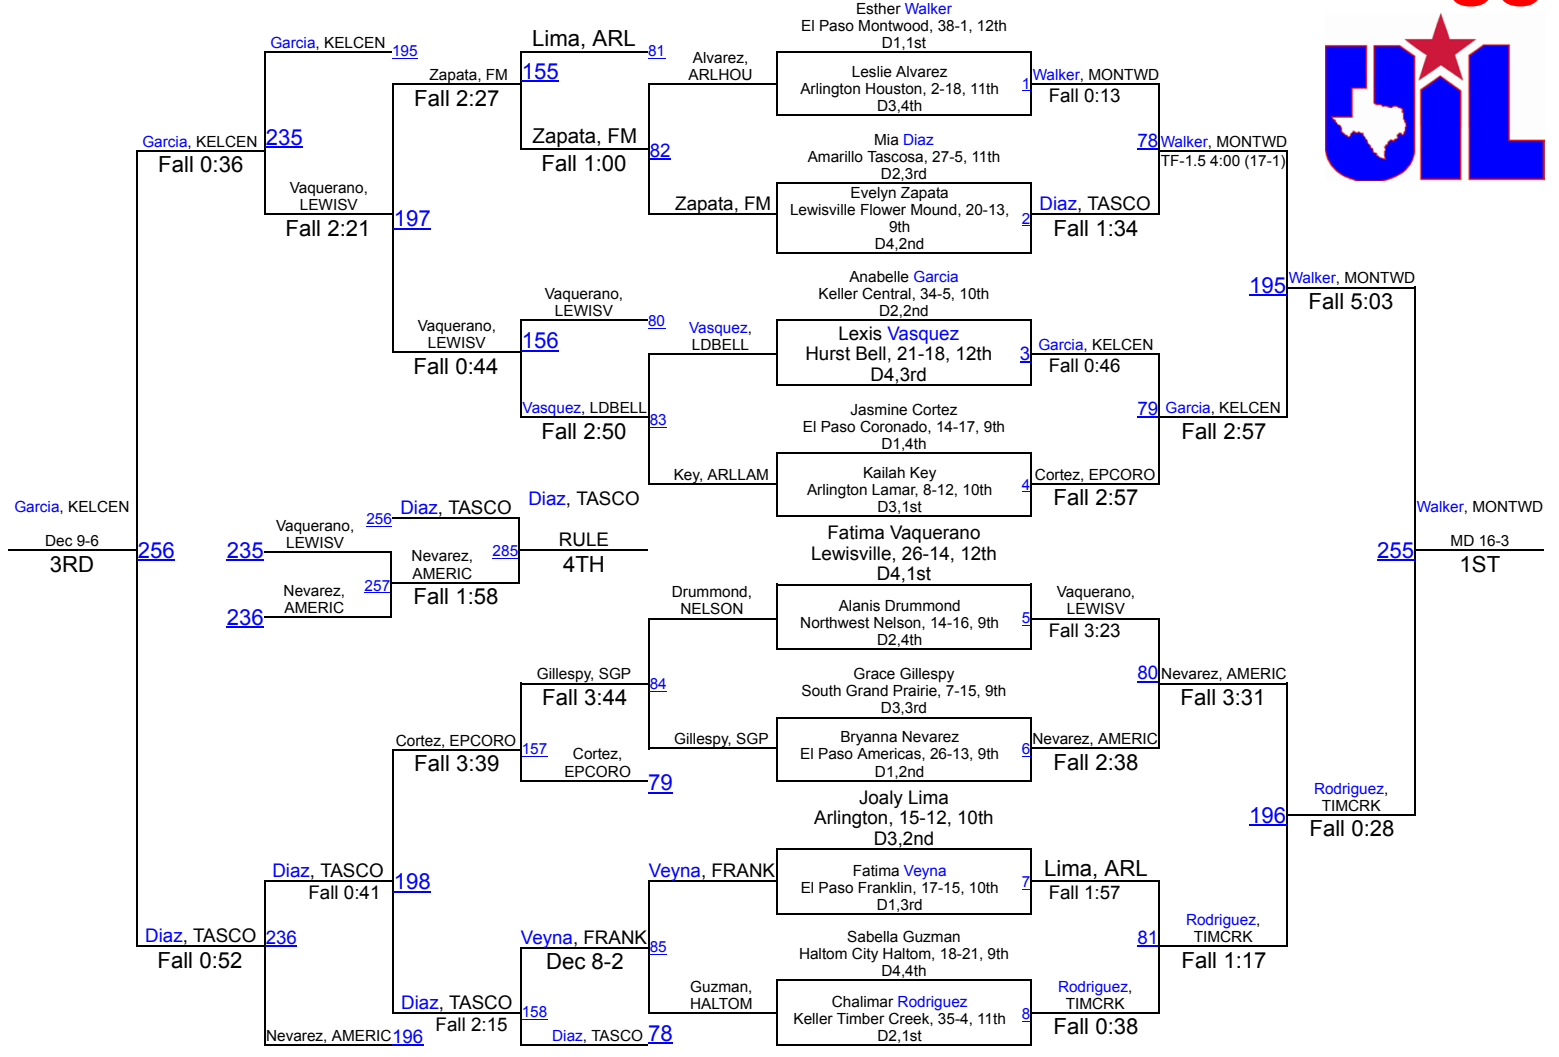 Esther Walker
El Paso Montwood, 38-1, 12th
D1,1st
Leslie Alvarez
Arlington Houston, 2-18, 11th
D3,4th
1
Mia Diaz
Amarillo Tascosa, 27-5, 11th
D2,3rd
Evelyn Zapata
Lewisville Flower Mound, 20-13,
9th
D4,2nd
2
Anabelle Garcia
Keller Central, 34-5, 10th
D2,2nd
Lexis Vasquez
Hurst Bell, 21-18, 12th
D4,3rd
3
Jasmine Cortez
El Paso Coronado, 14-17, 9th
D1,4th
Kailah Key
Arlington Lamar, 8-12, 10th
D3,1st
4
Fatima Vaquerano
Lewisville, 26-14, 12th
D4,1st
Alanis Drummond
Northwest Nelson, 14-16, 9th
D2,4th
5
Grace Gillespy
South Grand Prairie, 7-15, 9th
D3,3rd
Bryanna Nevarez
El Paso Americas, 26-13, 9th
D1,2nd
6
Joaly Lima
Arlington, 15-12, 10th
D3,2nd
Fatima Veyna
El Paso Franklin, 17-15, 10th
D1,3rd
7
Sabella Guzman
Haltom City Haltom, 18-21, 9th
D4,4th
Chalimar Rodriguez
Keller Timber Creek, 35-4, 11th
D2,1st
8
Walker, MONTWD
Fall 0:13
Diaz, TASCO
Fall 1:34
Garcia, KELCEN
Fall 0:46
Cortez, EPCORO
Fall 2:57
Vaquerano,
LEWISV
Fall 3:23
Nevarez, AMERIC
Fall 2:38
Lima, ARL
Fall 1:57
Rodriguez,
TIMCRK
Fall 0:38
78
Walker, MONTWD
TF-1.5 4:00 (17-1)
79
Garcia, KELCEN
Fall 2:57
80
Nevarez, AMERIC
Fall 3:31
81
Rodriguez,
TIMCRK
Fall 1:17
195
Walker, MONTWD
Fall 5:03
196
Rodriguez,
TIMCRK
Fall 0:28
255
Walker, MONTWD
MD 16-3
1ST
UIL
Alvarez,
ARLHOU
Zapata, FM
Vasquez,
LDBELL
Key, ARLLAM
Drummond,
NELSON
Gillespy, SGP
Veyna, FRANK
Guzman,
HALTOM
Lima, ARL
81
Zapata, FM
Fall 1:00
82
Vaquerano,
LEWISV
80
Vasquez, LDBELL
Fall 2:50
83
Gillespy, SGP
Fall 3:44
84
Cortez,
EPCORO
79
Veyna, FRANK
Dec 8-2
85
Diaz, TASCO
78
Zapata, FM
Fall 2:27
155
Vaquerano,
LEWISV
Fall 0:44
156
Cortez, EPCORO
Fall 3:39
157
Diaz, TASCO
Fall 2:15
158
Garcia, KELCEN
195
Vaquerano,
LEWISV
Fall 2:21
197
Diaz, TASCO
Fall 0:41
198
Nevarez, AMERIC
196
Garcia, KELCEN
Fall 0:36
235
Diaz, TASCO
Fall 0:52
236
Garcia, KELCEN
Dec 9-6
3RD
256
Vaquerano,
LEWISV
235
Nevarez,
AMERIC
236
256
Diaz, TASCO
257
Nevarez,
AMERIC
Fall 1:58
285
Diaz, TASCO
RULE
4TH